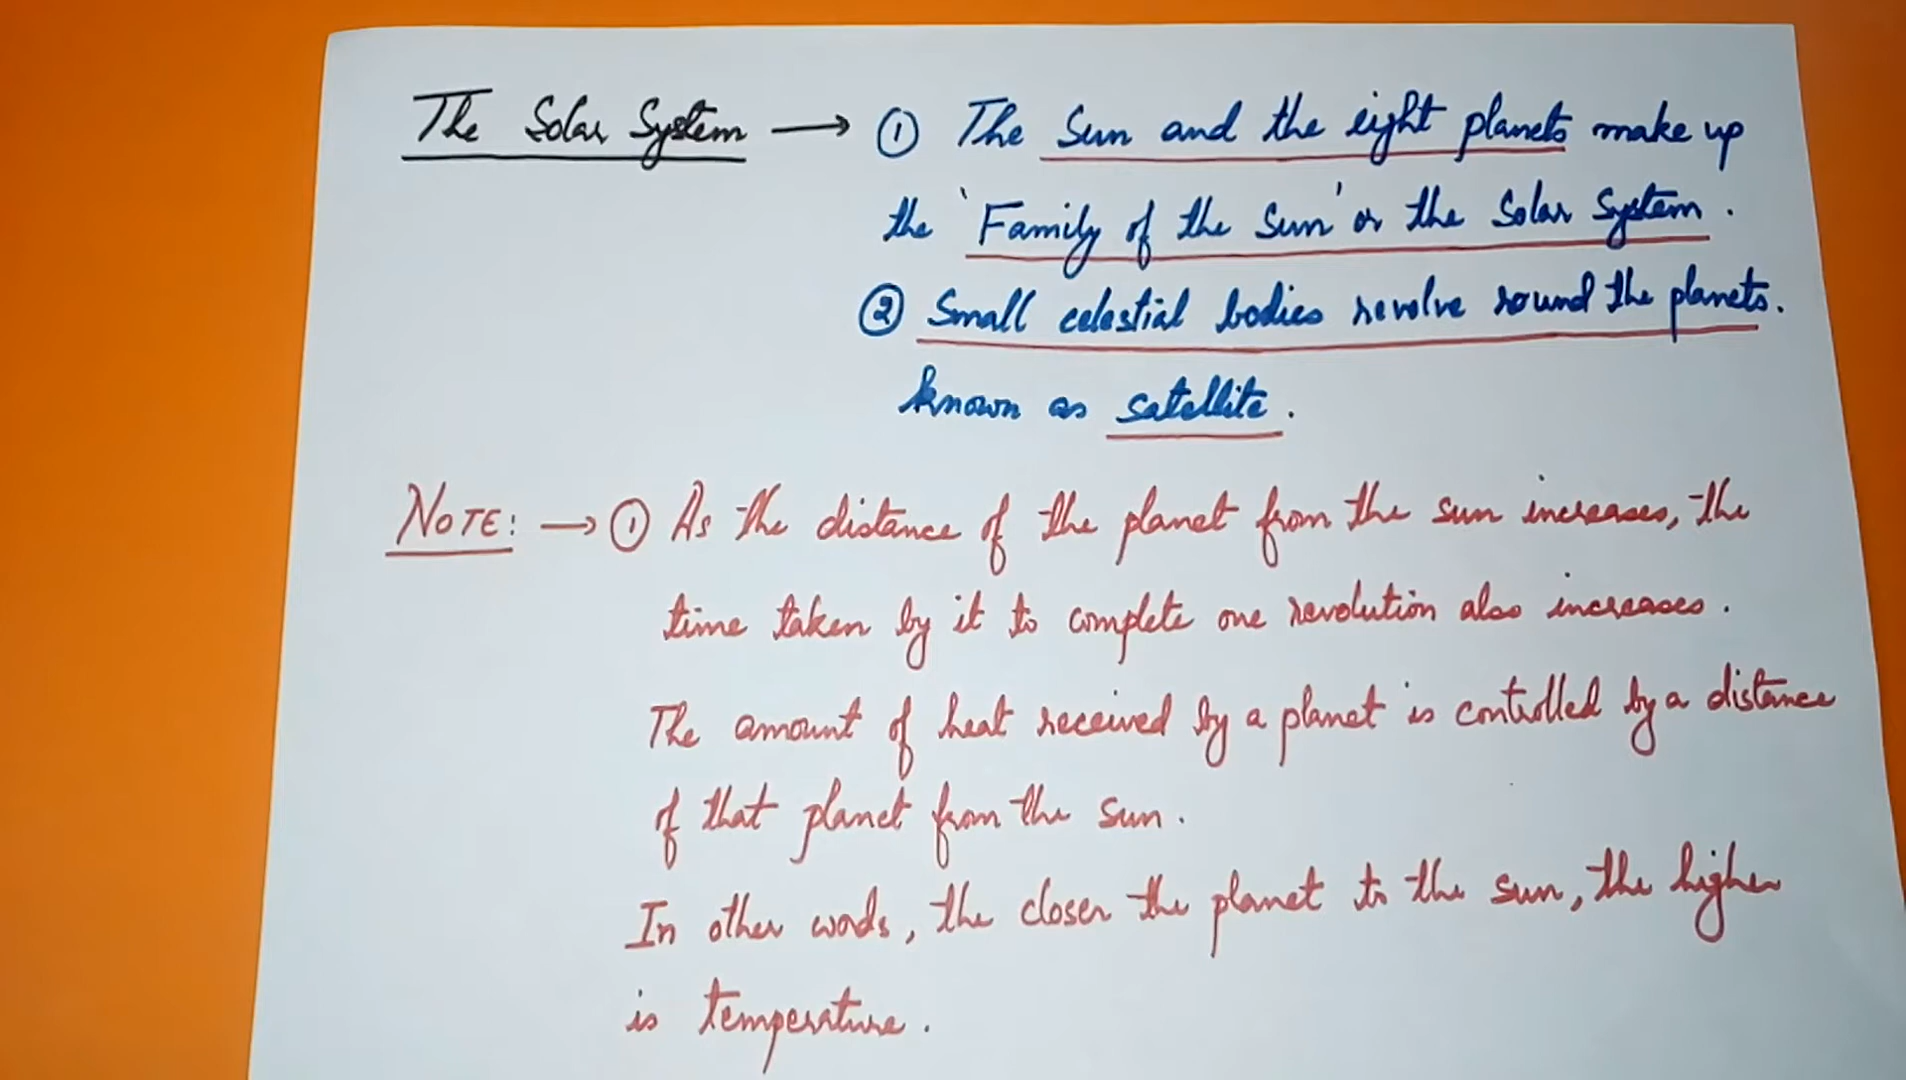 The Solar System → ① The Sun and the eight planets make up
the 'Family of the Sun' or the Solar System.
② Small celestial bodies revolve round the planets.
known as satellite.
NOTE: → ① As the distance of the planet from the sun increases, the
time taken by it to complete one revolution also increases.
The amount of heat received by a planet is controlled by a distance
of that planet from the sun.
In other words, the closer the planet to the sun, the higher
is temperature.